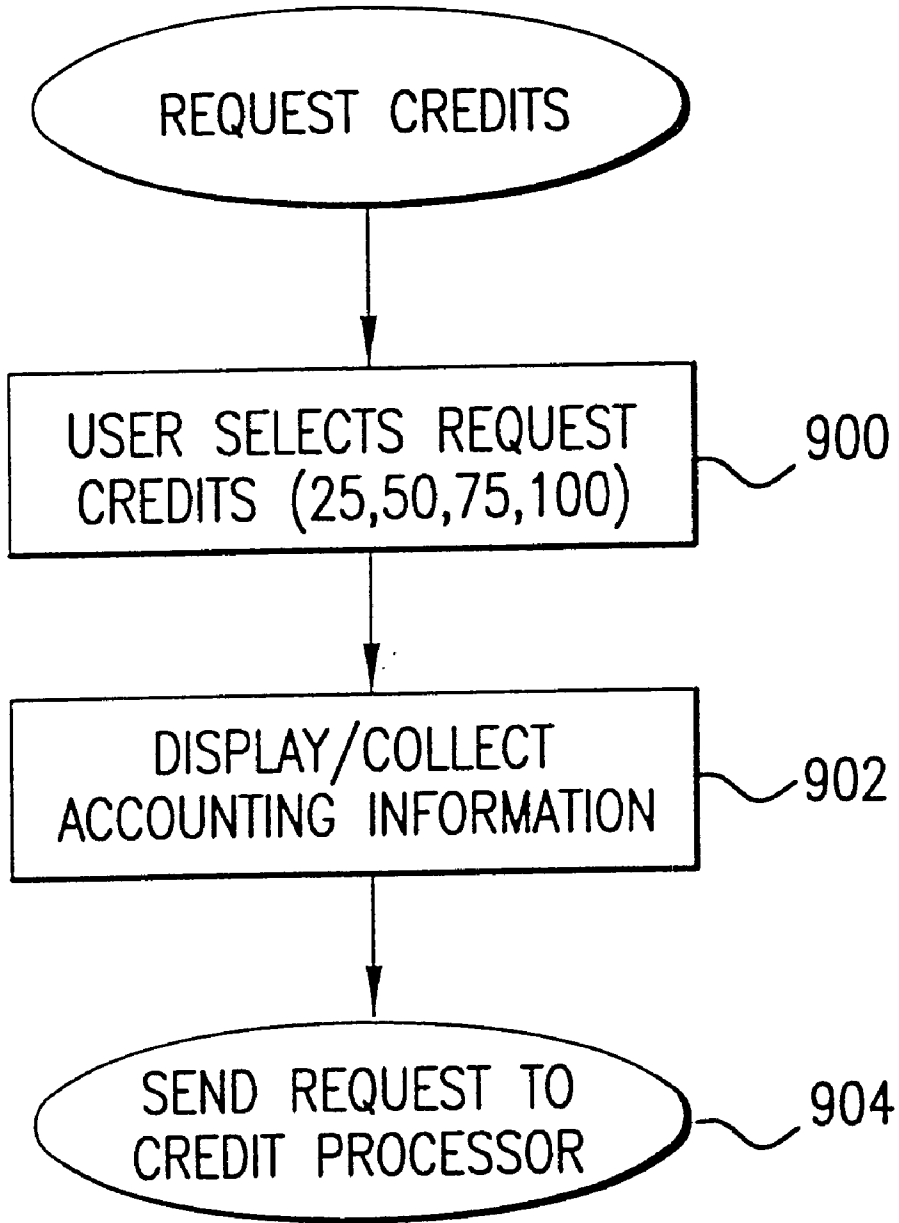 REQUEST CREDITS
USER SELECTS REQUEST
CREDITS (25,50,75,100)
900
DISPLAY/COLLECT
ACCOUNTING INFORMATION
902
SEND REQUEST TO
CREDIT PROCESSOR
904